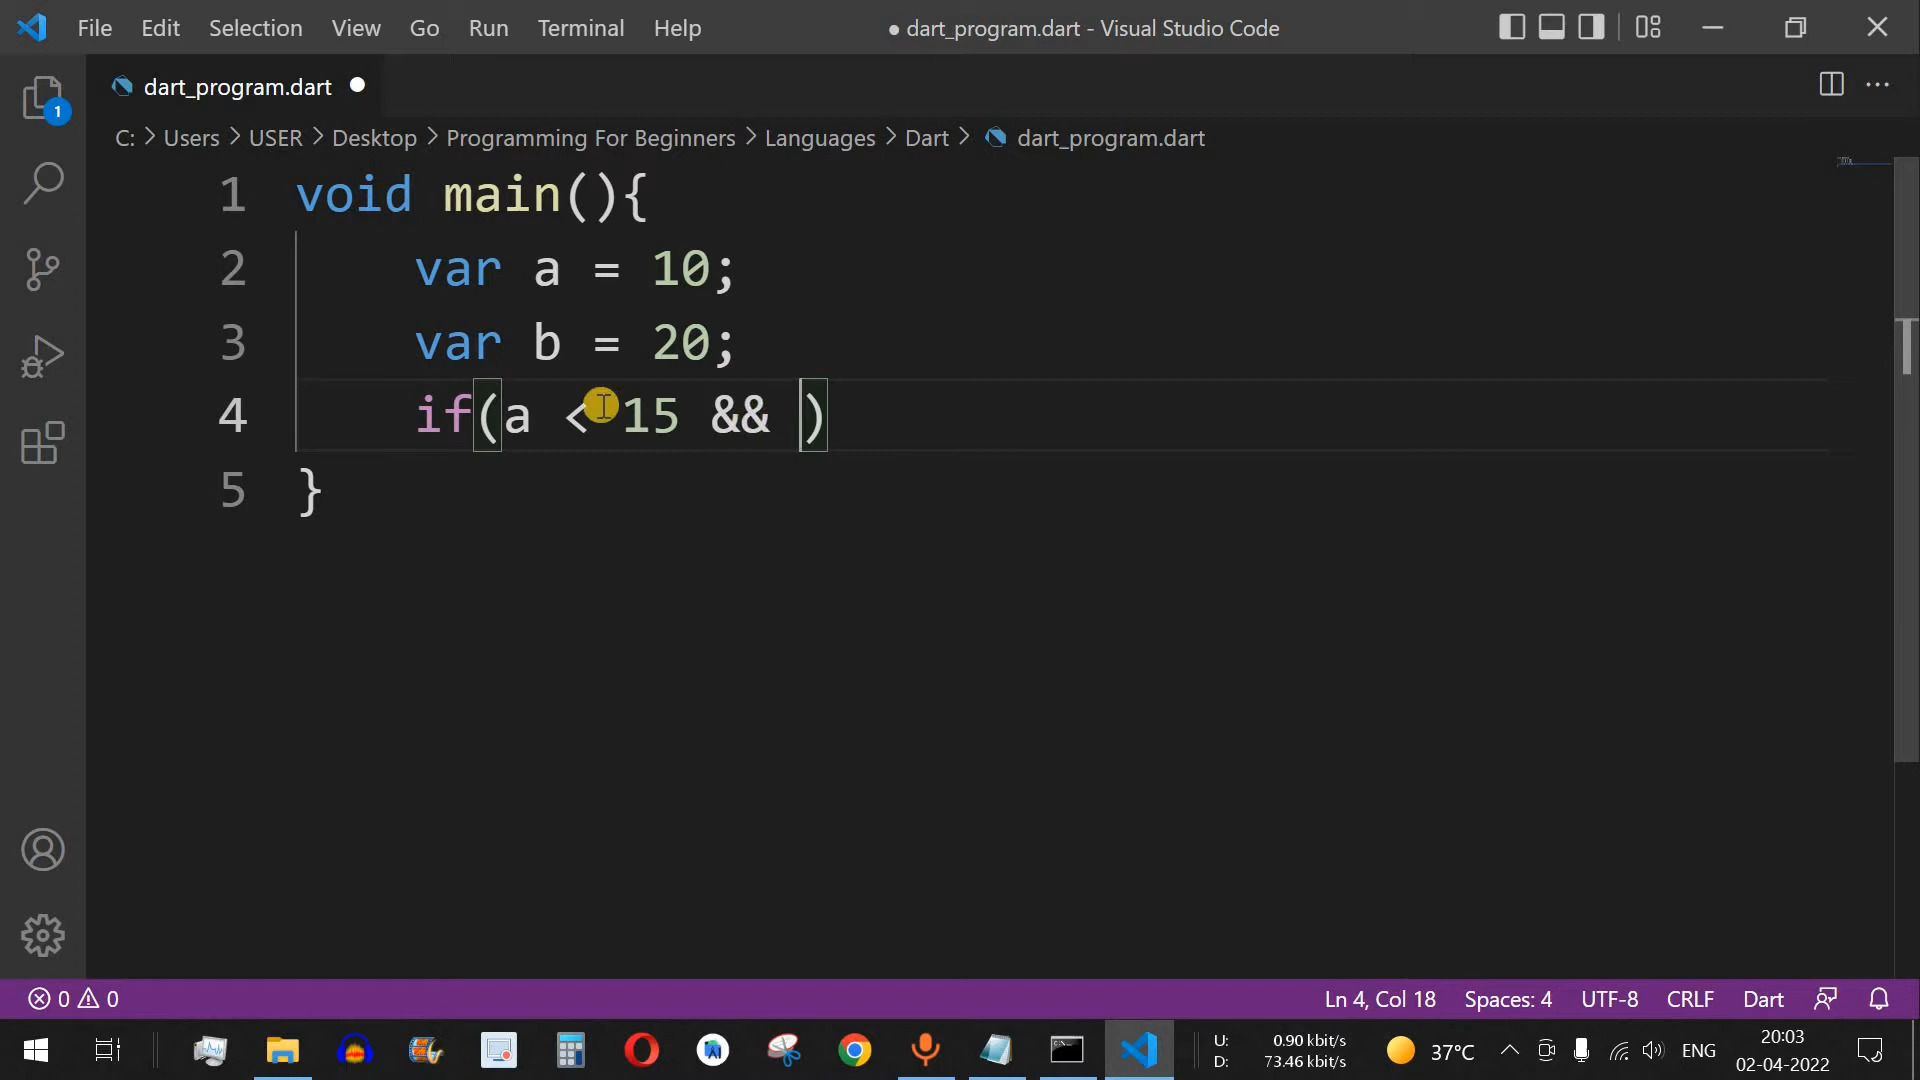 File Edit Selection View Go Run Terminal Help ● dart_program.dart - Visual Studio Code
dart_program.dart
1
C: > Users > USER > Desktop > Programming For Beginners > Languages > Dart > dart_program.dart
1 void main(){
2 var a = 10;
3 var b = 20;
4 if(a < 15 && )
5 }
0 0 Ln 4, Col 18 Spaces: 4 UTF-8 CRLF Dart
U: 0.90 kbit/s
D: 73.46 kbit/s
37°C ENG
20:03
02-04-2022